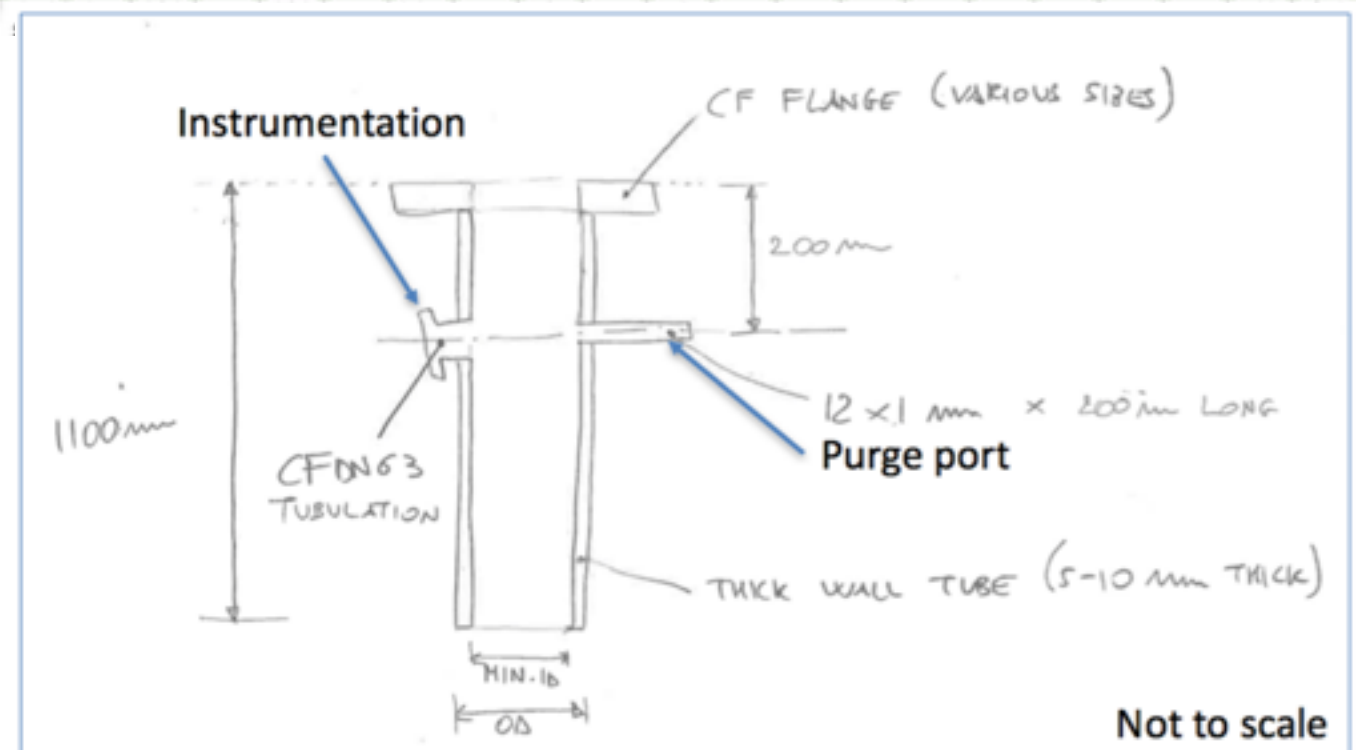 CF FLANGE (VARIOUS SIZES)
Instrumentation
200mm
1100mm
12 x 1 mm x 200mm LONG
Purge port
CFDN63
TUBULATION
THICK WALL TUBE (5-10 mm THICK)
MIN. ID
OD
Not to scale